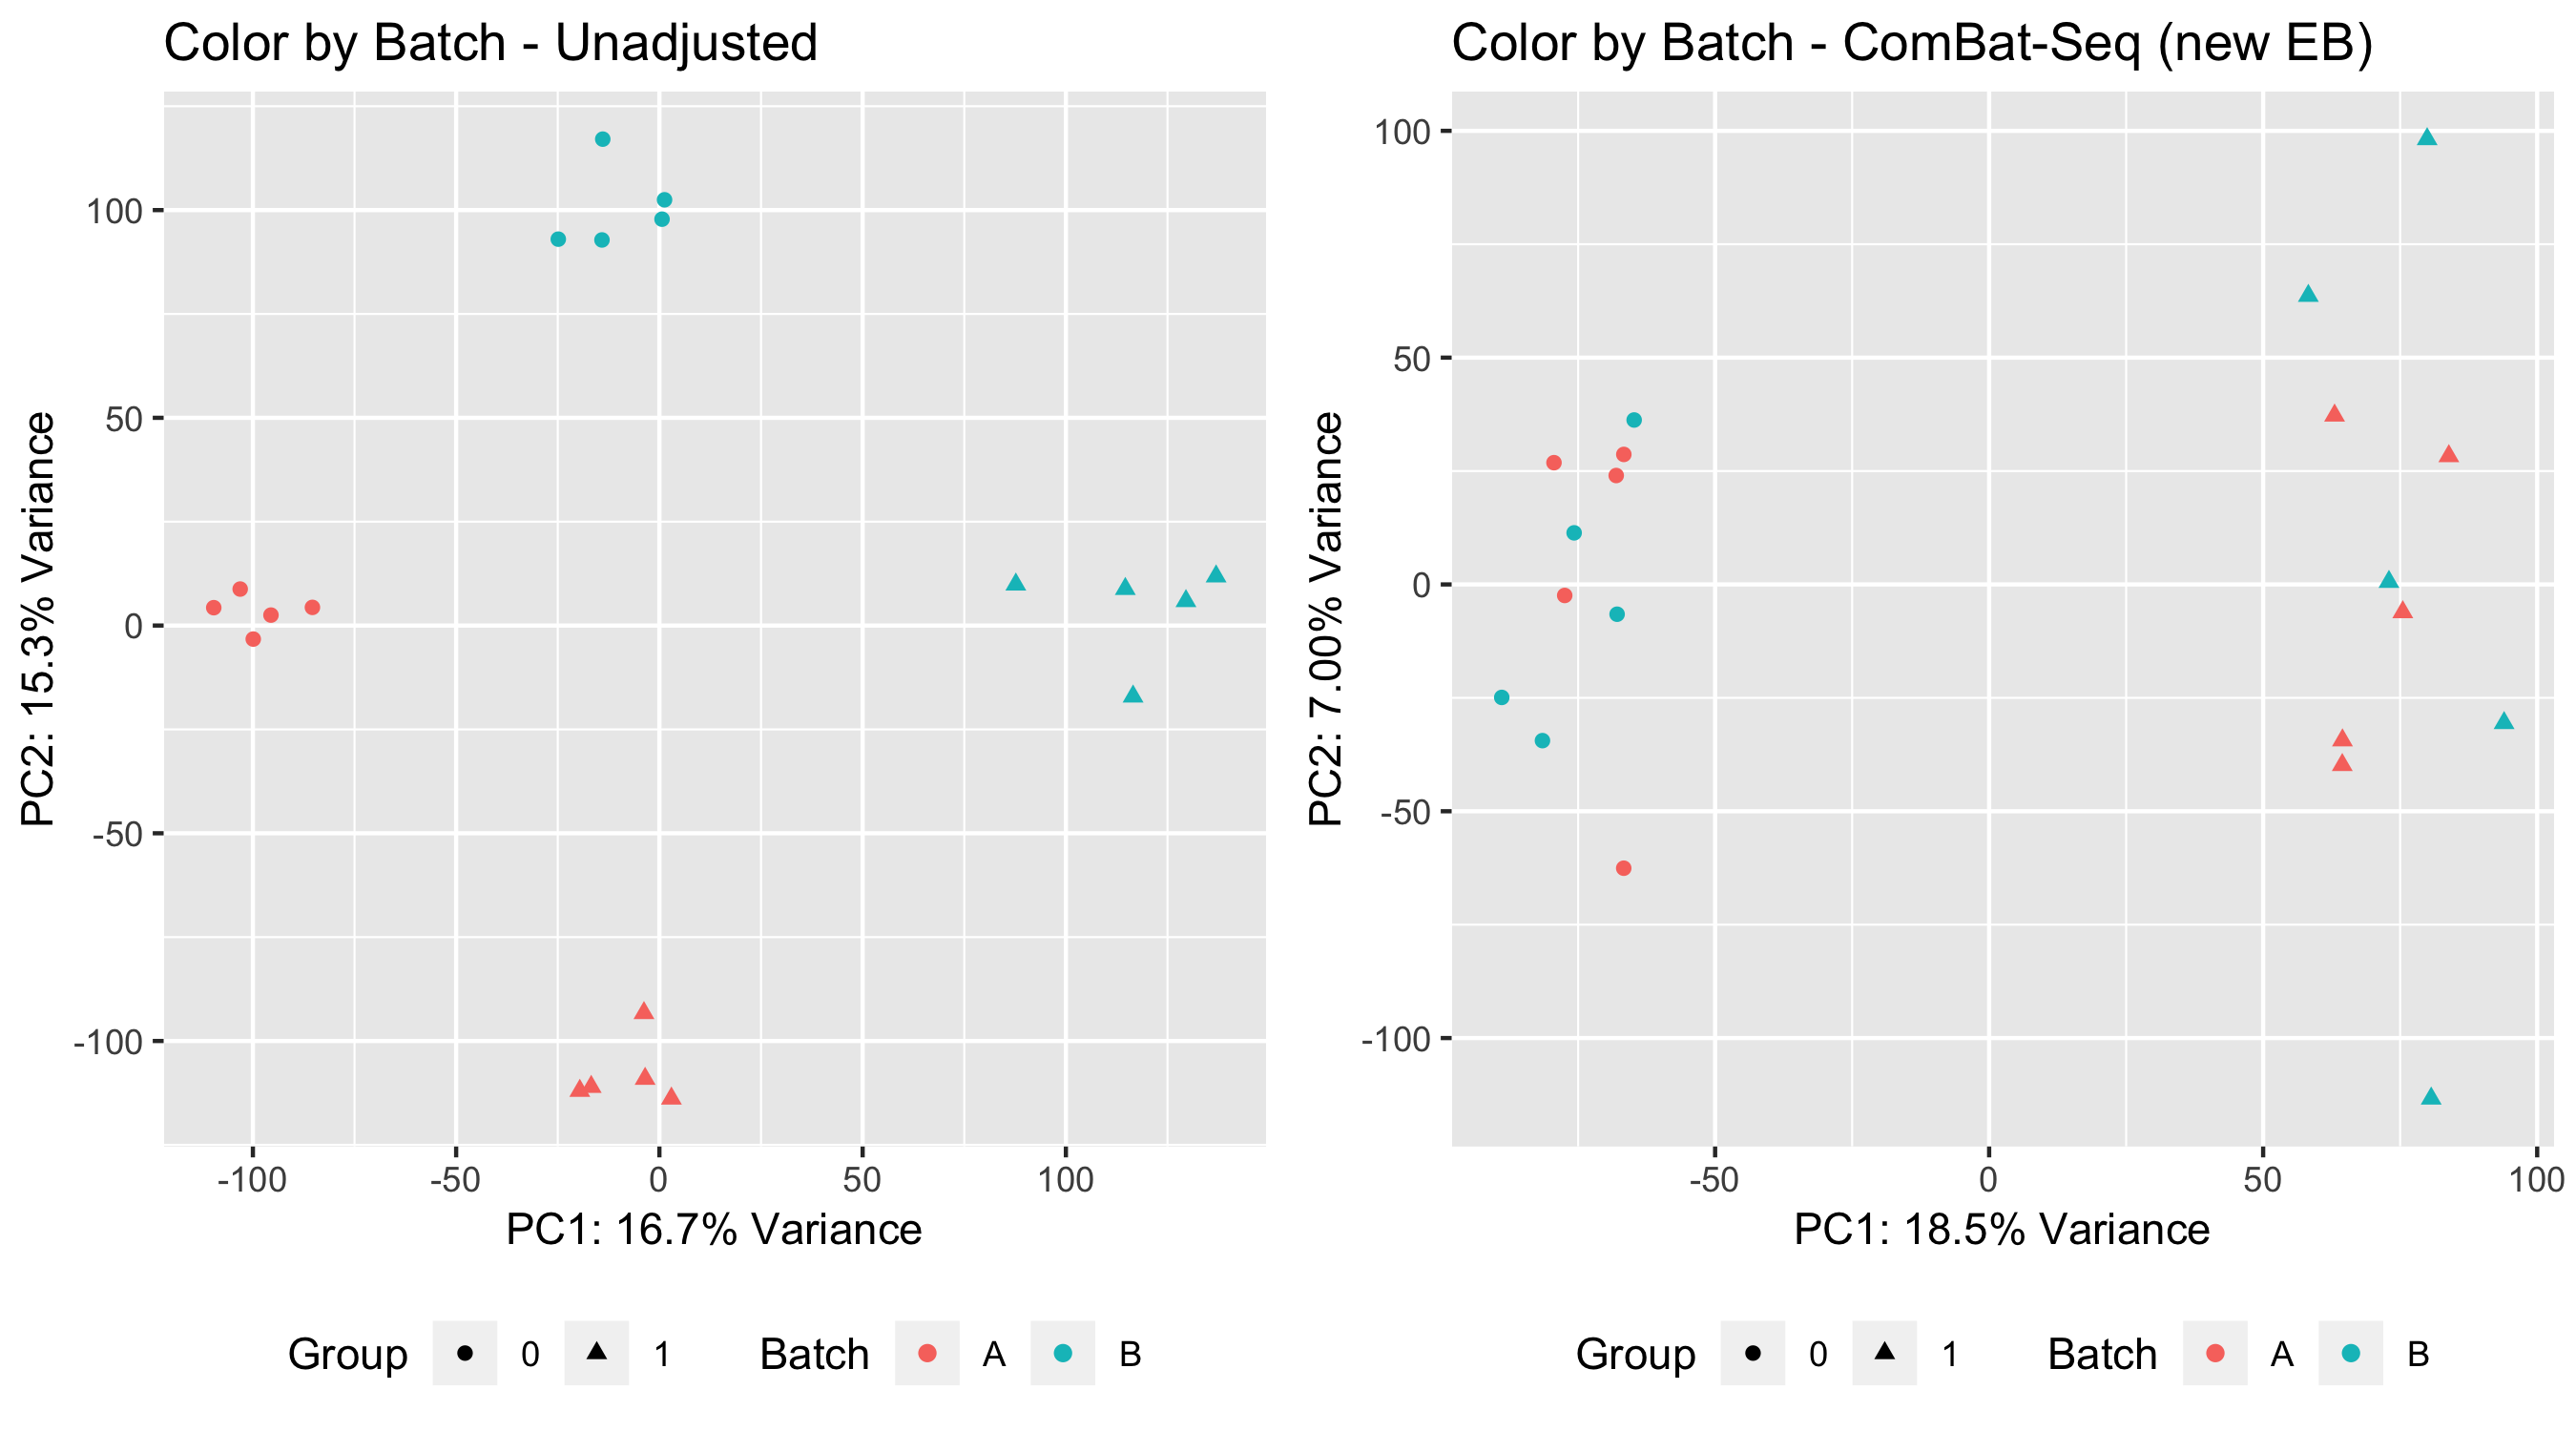 Color by Batch - Unadjusted
100
50
0
-50
-100
PC2: 15.3% Variance
-100 -50 0 50 100
PC1: 16.7% Variance
Group 0 1 Batch A B
Color by Batch - ComBat-Seq (new EB)
100
50
0
-50
-100
PC2: 7.00% Variance
-50 0 50 100
PC1: 18.5% Variance
Group 0 1 Batch A B